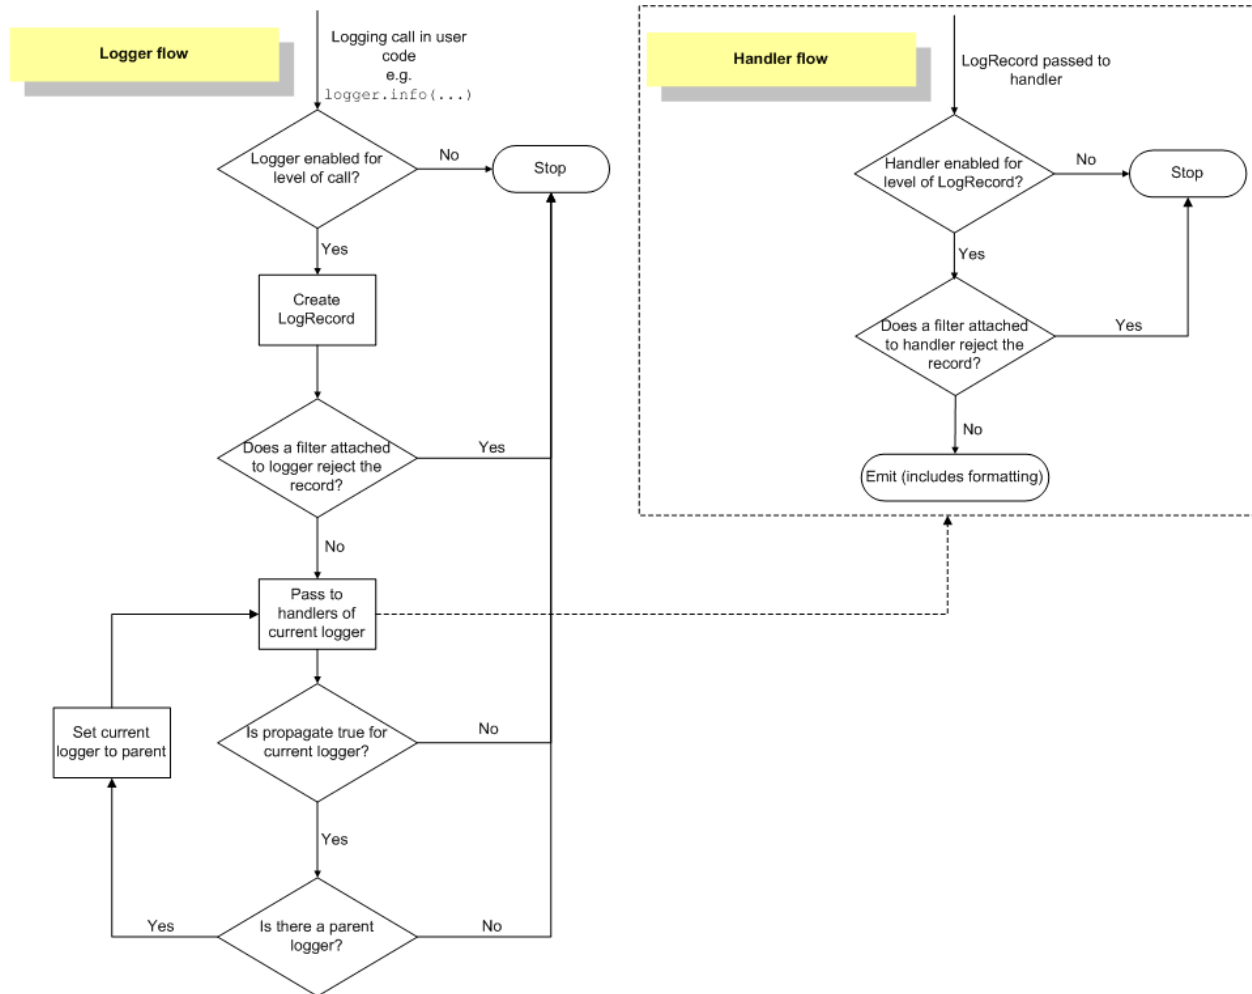 Logger flow
Logging call in user
code
e.g.
logger.info(...)
Logger enabled for
level of call?
No
Stop
Yes
Create
LogRecord
Does a filter attached
to logger reject the
record?
Yes
No
Pass to
handlers of
current logger
Set current
logger to parent
Is propagate true for
current logger?
No
Yes
Is there a parent
logger?
Yes
No
Handler flow
LogRecord passed to
handler
Handler enabled for
level of LogRecord?
No
Stop
Yes
Does a filter attached
to handler reject the
record?
Yes
No
Emit (includes formatting)